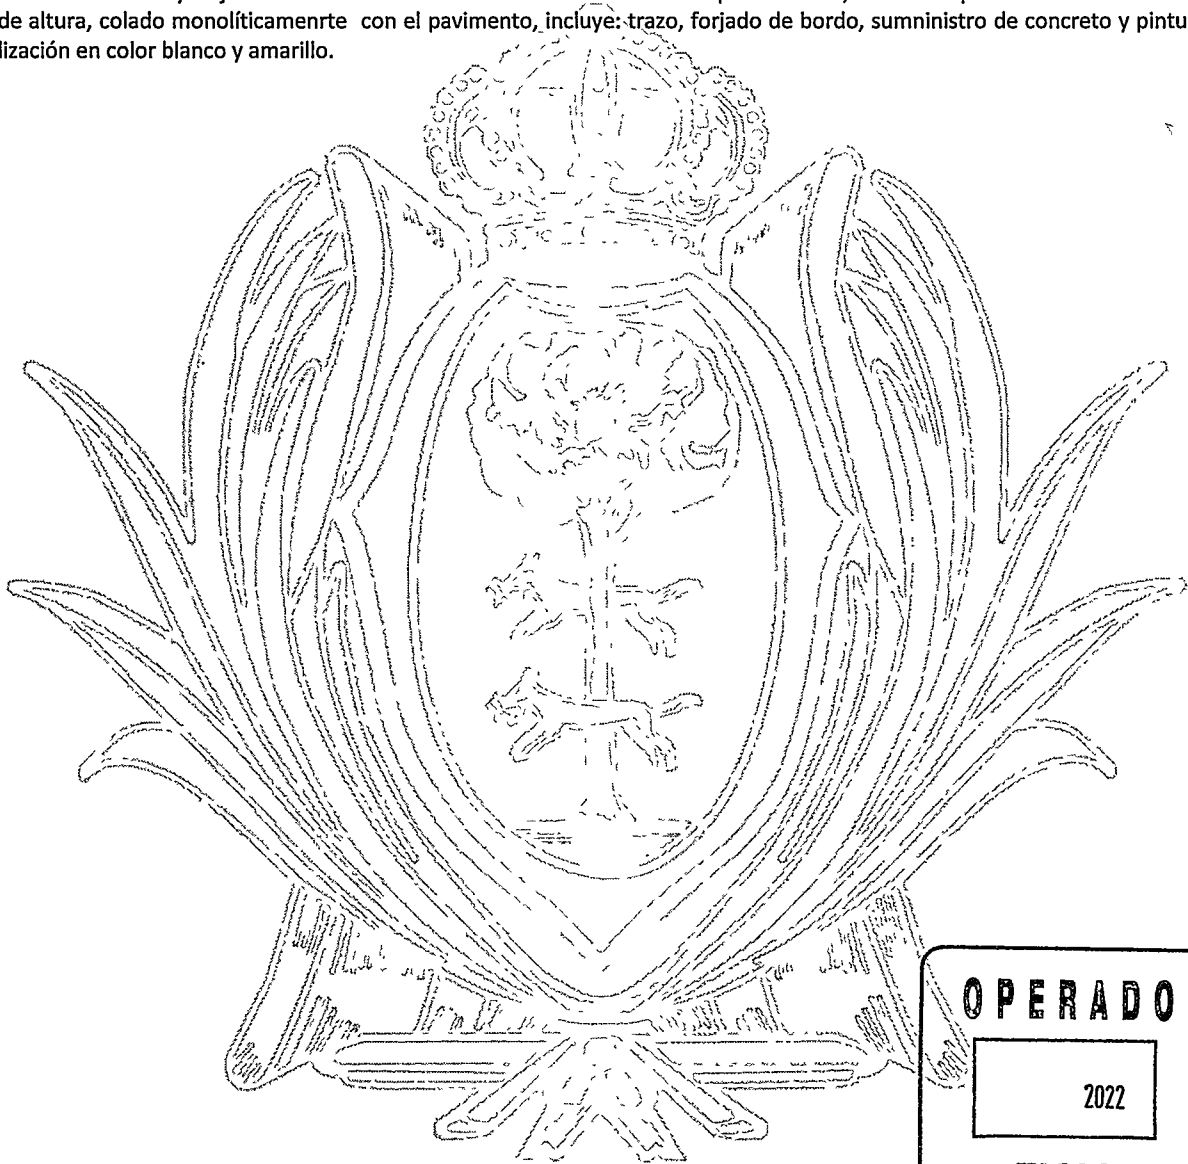 de altura, colado monolíticamenrte con el pavimento, incluye: trazo, forjado de bordo, sumninistro de concreto y pintu
lización en color blanco y amarillo.
OPERADO
2022